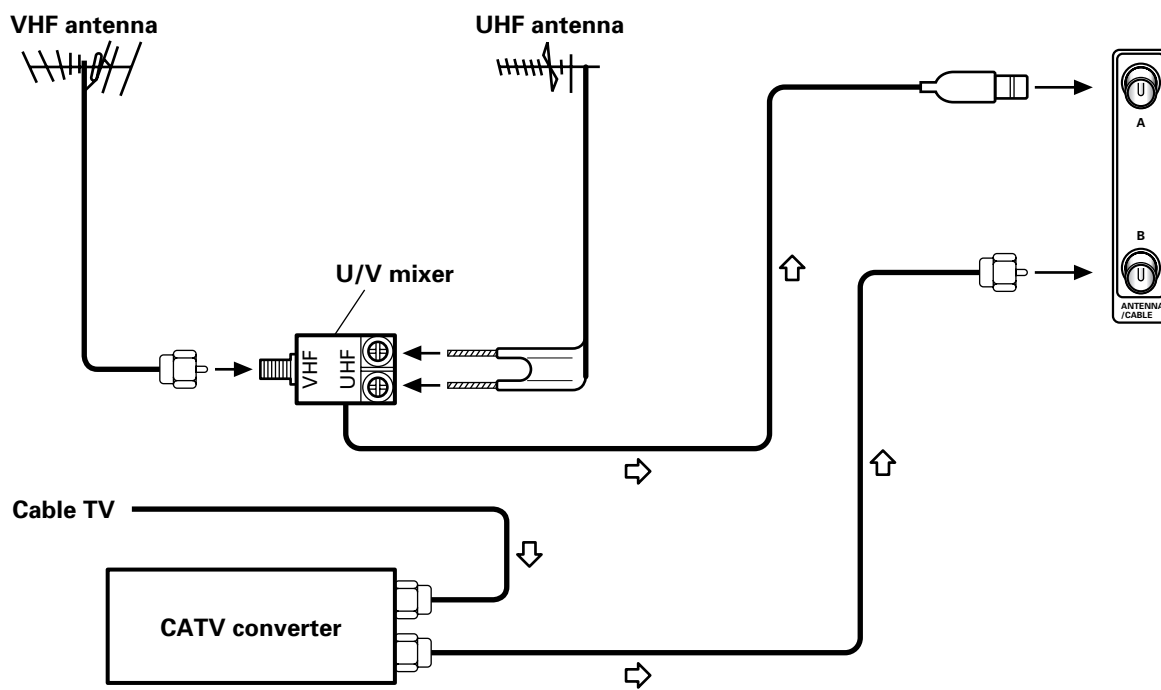 VHF antenna
UHF antenna
A
B
ANTENNA
/CABLE
U/V mixer
VHF
UHF
Cable TV
CATV converter